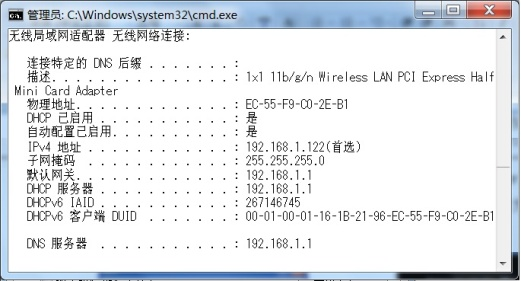 管理员: C:\Windows\system32\cmd.exe
无线局域网适配器 无线网络连接:
连接特定的 DNS 后缀 . . . . . . . :
描述. . . . . . . . . . . . . . . : 1x1 11b/g/n Wireless LAN PCI Express Half
Mini Card Adapter
物理地址. . . . . . . . . . . . . : EC-55-F9-C0-2E-B1
DHCP 已启用 . . . . . . . . . . . : 是
自动配置已启用. . . . . . . . . . : 是
IPv4 地址 . . . . . . . . . . . . : 192.168.1.122(首选)
子网掩码 . . . . . . . . . . . . : 255.255.255.0
默认网关. . . . . . . . . . . . . : 192.168.1.1
DHCP 服务器 . . . . . . . . . . . : 192.168.1.1
DHCPv6 IAID . . . . . . . . . . . : 267146745
DHCPv6 客户端 DUID . . . . . . . : 00-01-00-01-16-1B-21-96-EC-55-F9-C0-2E-B1
DNS 服务器 . . . . . . . . . . . : 192.168.1.1